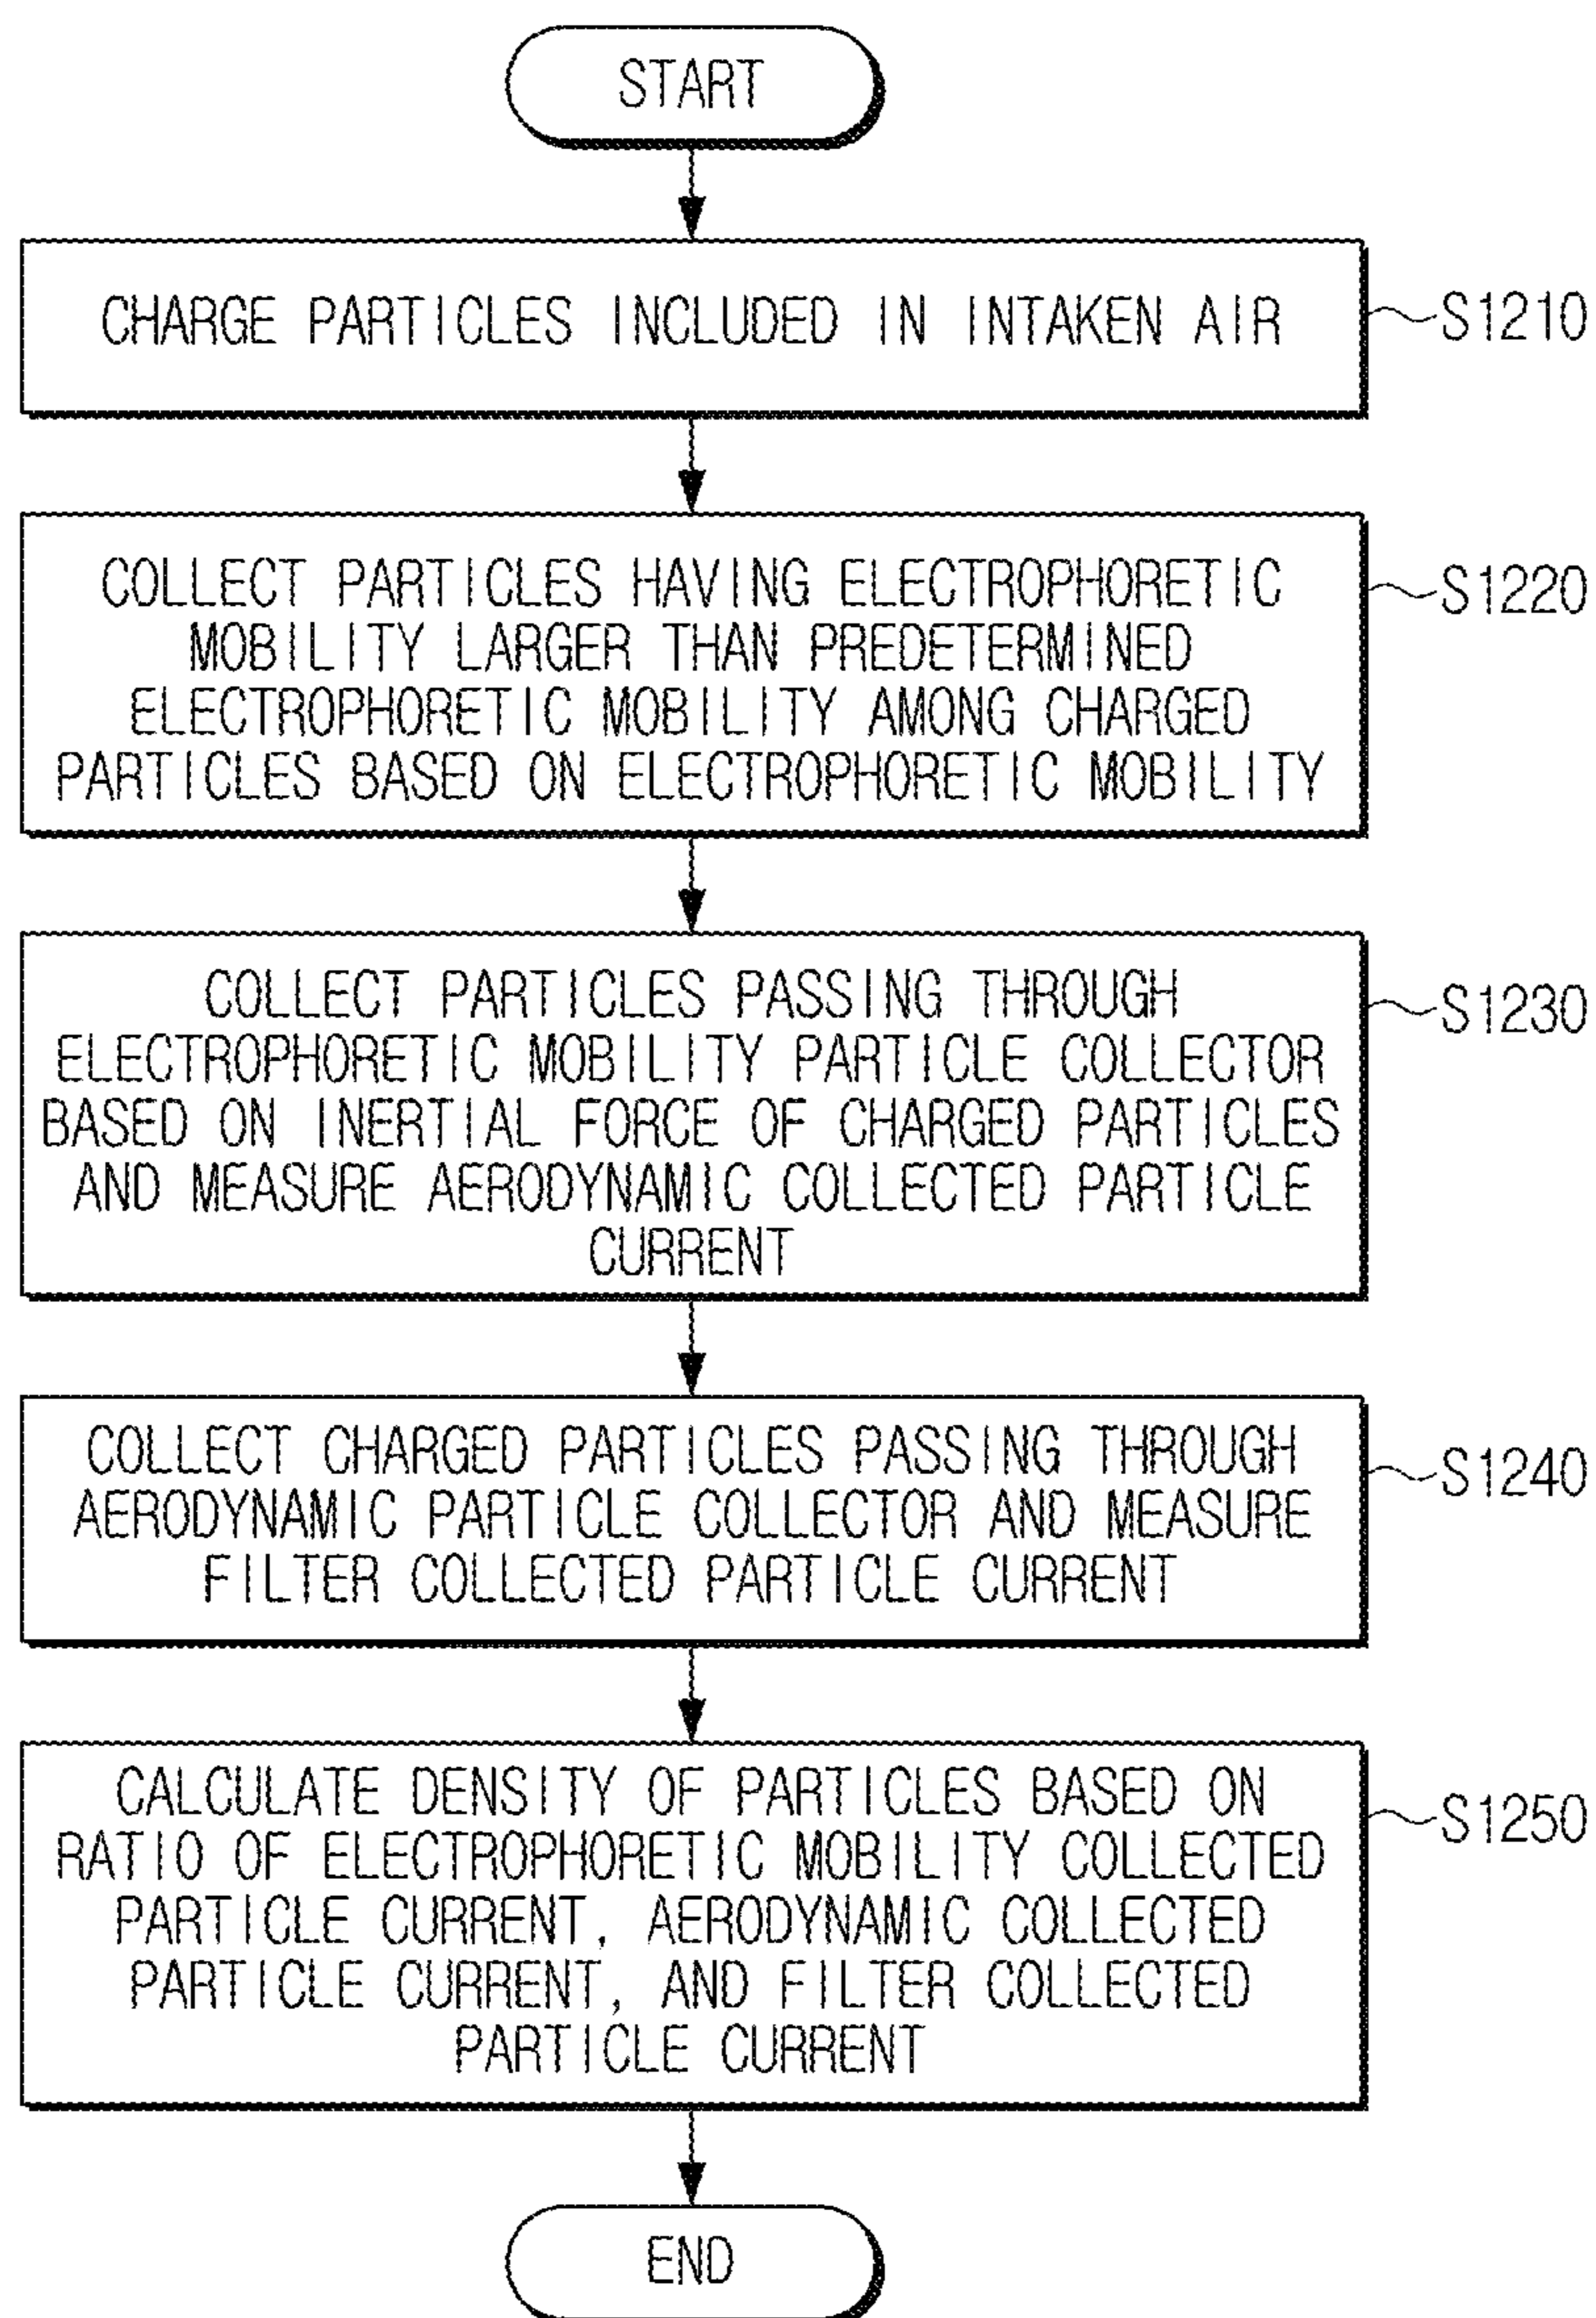 START
CHARGE PARTICLES INCLUDED IN INTAKEN AIR
S1210
COLLECT PARTICLES HAVING ELECTROPHORETIC
MOBILITY LARGER THAN PREDETERMINED
ELECTROPHORETIC MOBILITY AMONG CHARGED
PARTICLES BASED ON ELECTROPHORETIC MOBILITY
S1220
COLLECT PARTICLES PASSING THROUGH
ELECTROPHORETIC MOBILITY PARTICLE COLLECTOR
BASED ON INERTIAL FORCE OF CHARGED PARTICLES
AND MEASURE AERODYNAMIC COLLECTED PARTICLE
CURRENT
S1230
COLLECT CHARGED PARTICLES PASSING THROUGH
AERODYNAMIC PARTICLE COLLECTOR AND MEASURE
FILTER COLLECTED PARTICLE CURRENT
S1240
CALCULATE DENSITY OF PARTICLES BASED ON
RATIO OF ELECTROPHORETIC MOBILITY COLLECTED
PARTICLE CURRENT, AERODYNAMIC COLLECTED
PARTICLE CURRENT, AND FILTER COLLECTED
PARTICLE CURRENT
S1250
END